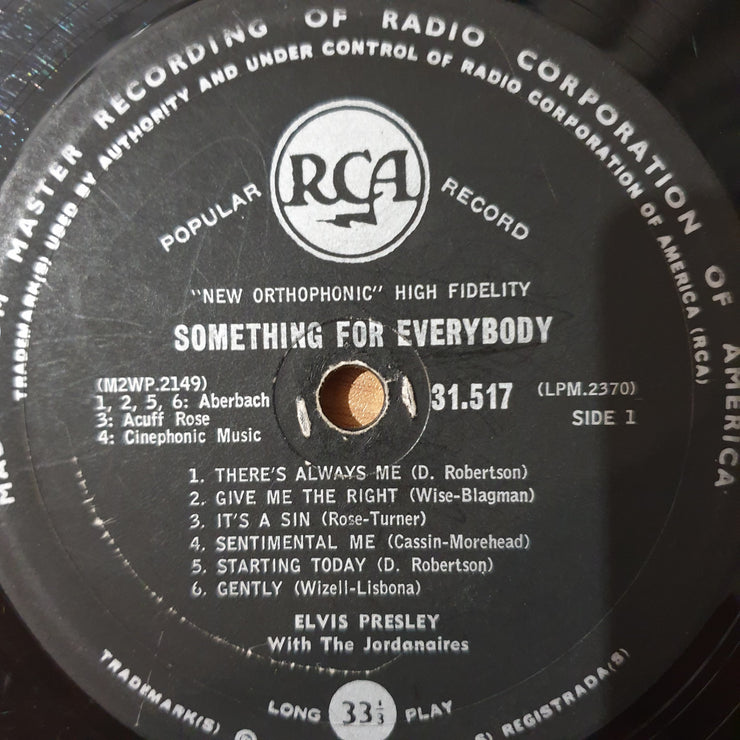 MASTER RECORDING OF RADIO CORPORATION OF AMERICA
TRADEMARK(S) USED BY AUTHORITY AND UNDER CONTROL OF RADIO CORPORATION OF AMERICA (RCA)
RCA
POPULAR RECORD
"NEW ORTHOPHONIC" HIGH FIDELITY
SOMETHING FOR EVERYBODY
(M2WP.2149)
1, 2, 5, 6: Aberbach
3: Acuff Rose
4: Cinephonic Music
31.517 (LPM.2370)
SIDE 1
1. THERE'S ALWAYS ME (D. Robertson)
2. GIVE ME THE RIGHT (Wise-Blagman)
3. IT'S A SIN (Rose-Turner)
4. SENTIMENTAL ME (Cassin-Morehead)
5. STARTING TODAY (D. Robertson)
6. GENTLY (Wizell-Lisbona)
ELVIS PRESLEY
With The Jordanaires
LONG 33 1/3 PLAY
TRADEMARK(S) ® REGISTRADA(S)